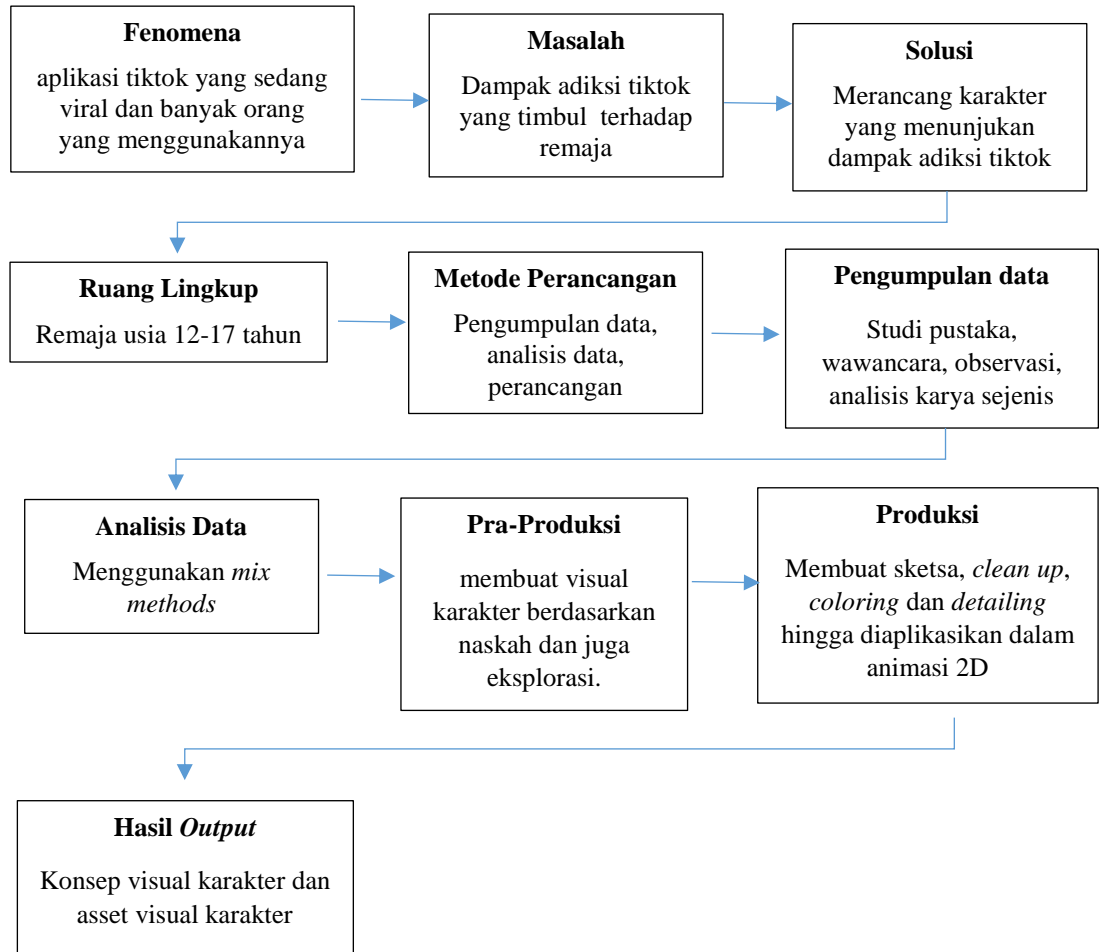 Fenomena
aplikasi tiktok yang sedang
viral dan banyak orang
yang menggunakannya
Masalah
Dampak adiksi tiktok
yang timbul terhadap
remaja
Solusi
Merancang karakter
yang menunjukan
dampak adiksi tiktok
Ruang Lingkup
Remaja usia 12-17 tahun
Metode Perancangan
Pengumpulan data,
analisis data,
perancangan
Pengumpulan data
Studi pustaka,
wawancara, observasi,
analisis karya sejenis
Analisis Data
Menggunakan mix
methods
Pra-Produksi
membuat visual
karakter berdasarkan
naskah dan juga
eksplorasi.
Produksi
Membuat sketsa, clean up,
coloring dan detailing
hingga diaplikasikan dalam
animasi 2D
Hasil Output
Konsep visual karakter dan
asset visual karakter